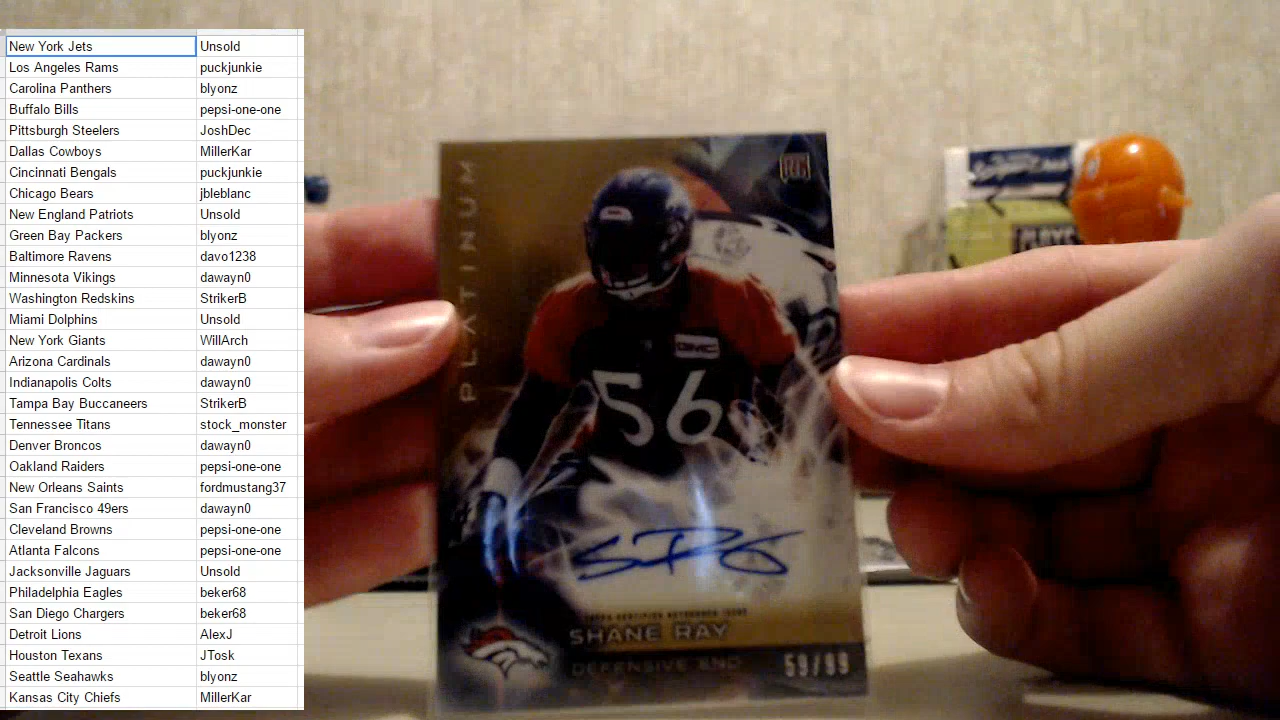 New York Jets Unsold
Los Angeles Rams puckjunkie
Carolina Panthers blyonz
Buffalo Bills pepsi-one-one
Pittsburgh Steelers JoshDec
Dallas Cowboys MillerKar
Cincinnati Bengals puckjunkie
Chicago Bears jbleblanc
New England Patriots Unsold
Green Bay Packers blyonz
Baltimore Ravens davo1238
Minnesota Vikings dawayn0
Washington Redskins StrikerB
Miami Dolphins Unsold
New York Giants WillArch
Arizona Cardinals dawayn0
Indianapolis Colts dawayn0
Tampa Bay Buccaneers StrikerB
Tennessee Titans stock_monster
Denver Broncos dawayn0
Oakland Raiders pepsi-one-one
New Orleans Saints fordmustang37
San Francisco 49ers dawayn0
Cleveland Browns pepsi-one-one
Atlanta Falcons pepsi-one-one
Jacksonville Jaguars Unsold
Philadelphia Eagles beker68
San Diego Chargers beker68
Detroit Lions AlexJ
Houston Texans JTosk
Seattle Seahawks blyonz
Kansas City Chiefs MillerKar
PLATINUM
RC
GMC
56
TOPPS CERTIFIED AUTOGRAPH ISSUE
SHANE RAY
DEFENSIVE END
59/99